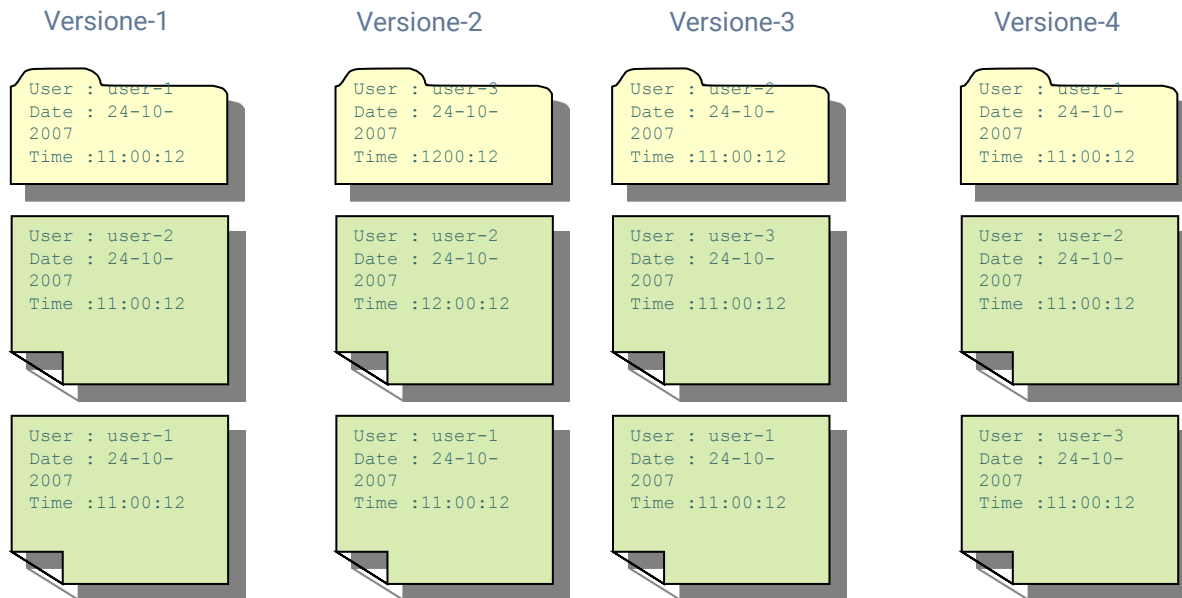 Versione-1
Versione-2
Versione-3
Versione-4
User : user-1
Date : 24-10-
2007
Time :11:00:12
User : user-3
Date : 24-10-
2007
Time :1200:12
User : user-2
Date : 24-10-
2007
Time :11:00:12
User : user-1
Date : 24-10-
2007
Time :11:00:12
User : user-2
Date : 24-10-
2007
Time :11:00:12
User : user-2
Date : 24-10-
2007
Time :12:00:12
User : user-3
Date : 24-10-
2007
Time :11:00:12
User : user-2
Date : 24-10-
2007
Time :11:00:12
User : user-1
Date : 24-10-
2007
Time :11:00:12
User : user-1
Date : 24-10-
2007
Time :11:00:12
User : user-1
Date : 24-10-
2007
Time :11:00:12
User : user-3
Date : 24-10-
2007
Time :11:00:12